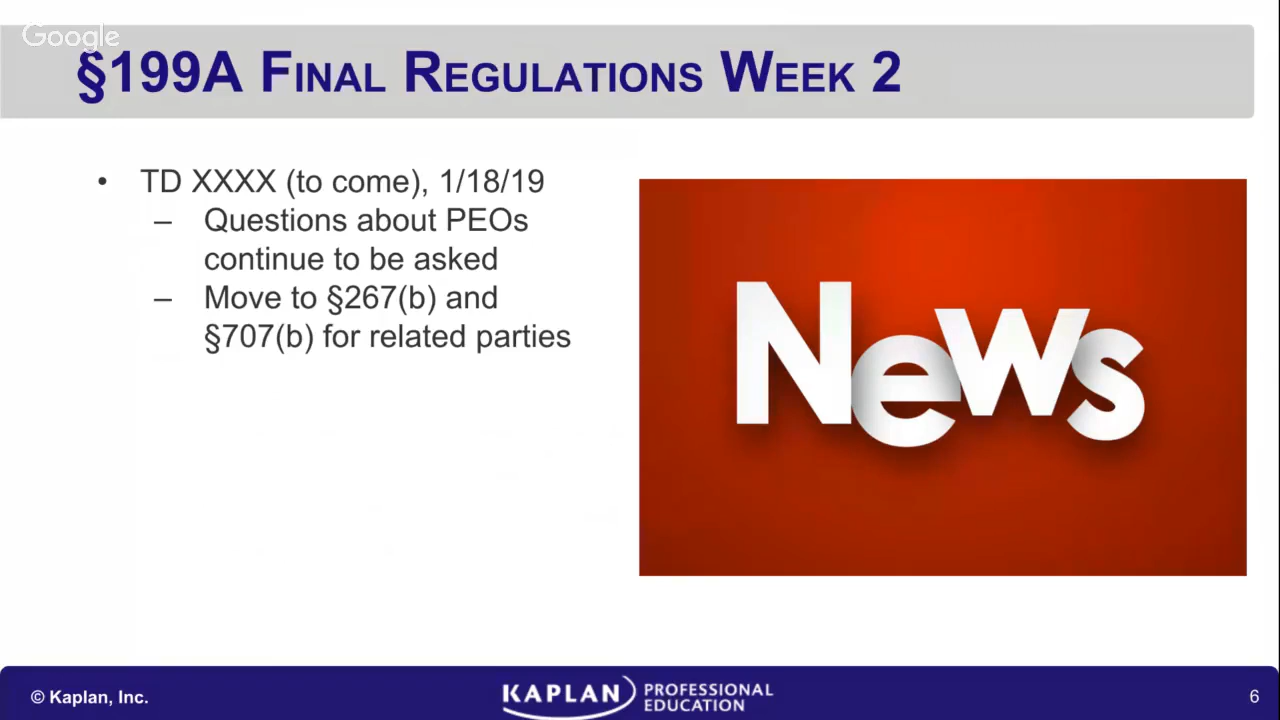 Google
§199A Final Regulations Week 2
• TD XXXX (to come), 1/18/19
– Questions about PEOs
continue to be asked
– Move to §267(b) and
§707(b) for related parties
News
© Kaplan, Inc.
KAPLAN PROFESSIONAL
EDUCATION
6